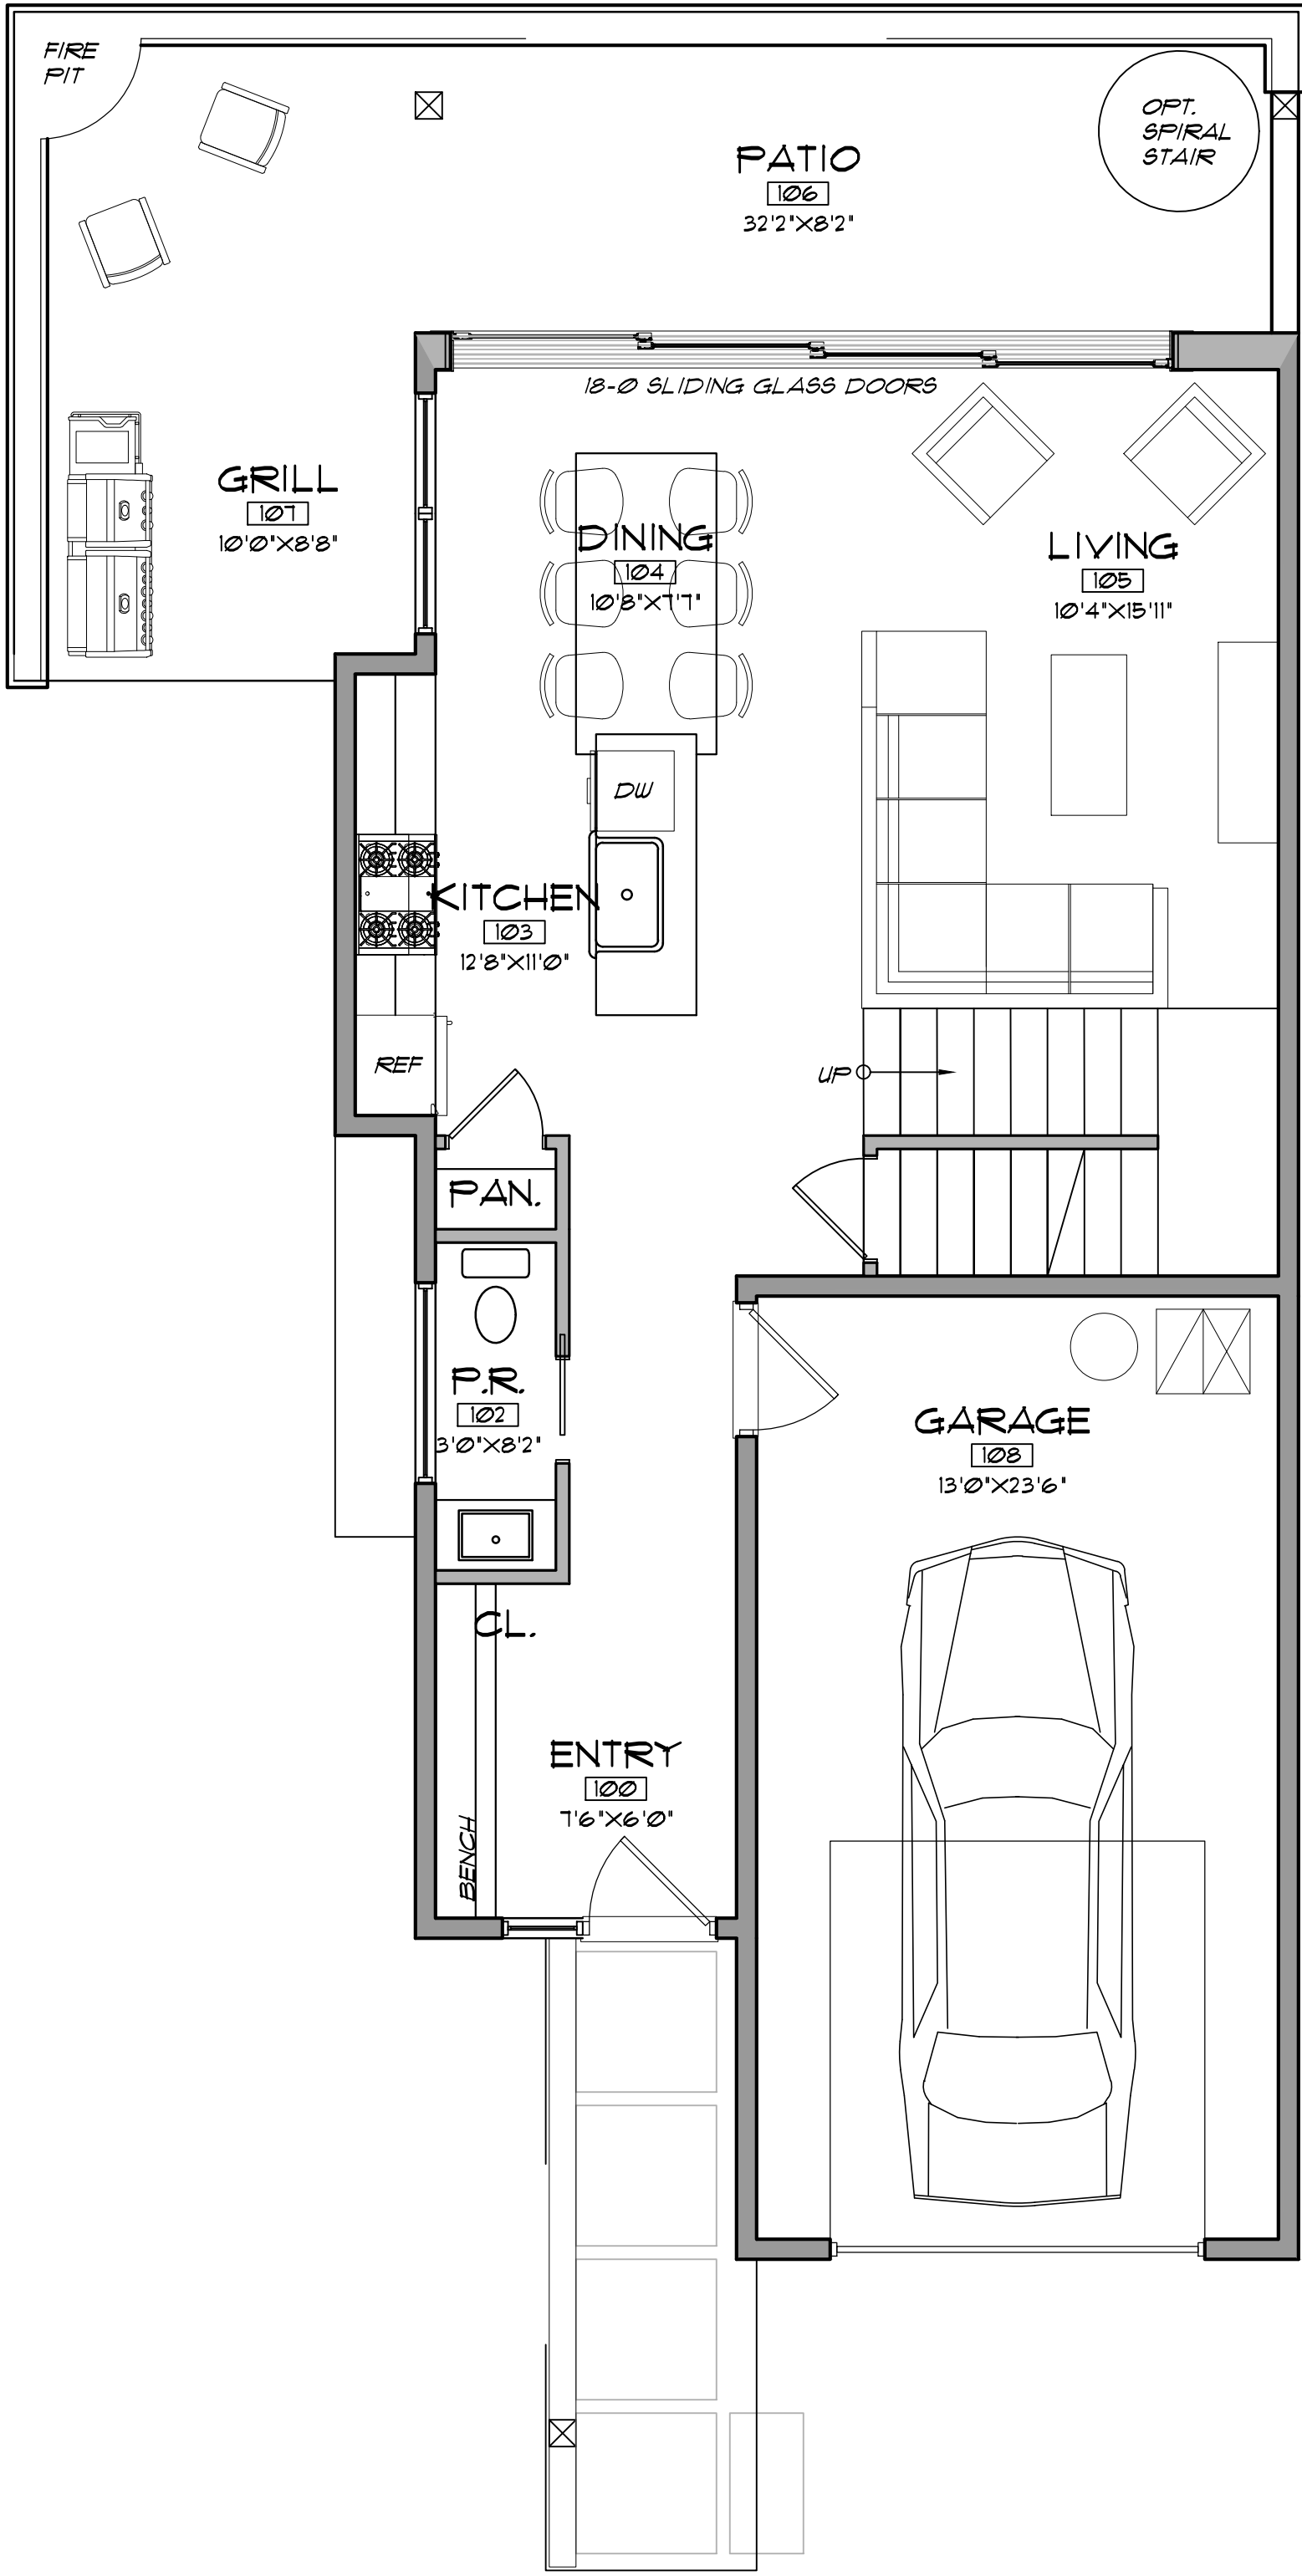 FIRE
PIT
OPT.
SPIRAL
STAIR
PATIO
106
32'2"X8'2"
18-Ø SLIDING GLASS DOORS
GRILL
107
10'0"X8'8"
DINING
104
10'8"X7'7"
LIVING
105
10'4"X15'11"
DW
KITCHEN
103
12'8"X11'0"
REF
UP
PAN.
P.R.
102
3'0"X8'2"
GARAGE
108
13'0"X23'6"
CL.
ENTRY
100
7'6"X6'0"
BENCH